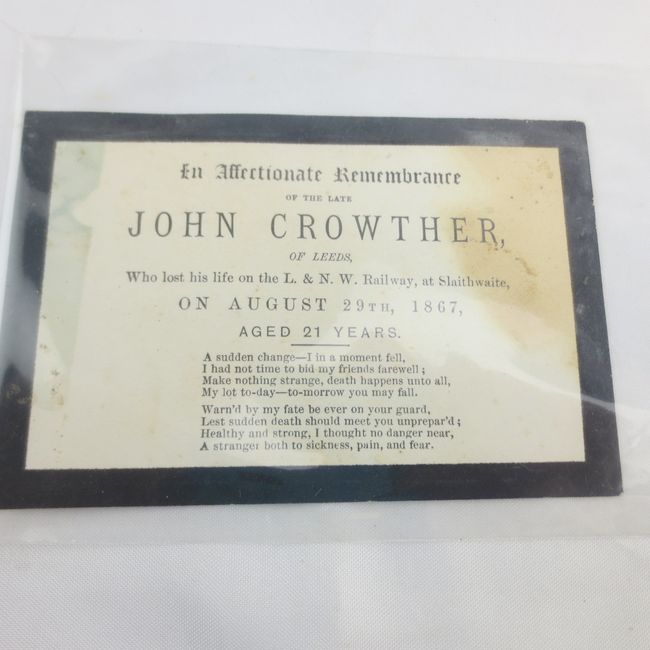 In Affectionate Remembrance
OF THE LATE
JOHN CROWTHER,
OF LEEDS,
Who lost his life on the L. & N. W. Railway, at Slaithwaite,
ON AUGUST 29TH, 1867,
AGED 21 YEARS.
A sudden change—I in a moment fell,
I had not time to bid my friends farewell;
Make nothing strange, death happens unto all,
My lot to-day—to-morrow you may fall.
Warn'd by my fate be ever on your guard,
Lest sudden death should meet you unprepar'd;
Healthy and strong, I thought no danger near,
A stranger both to sickness, pain, and fear.